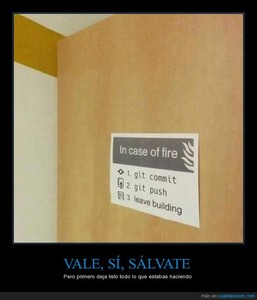 In case of fire
1. git commit
2. git push
3. leave building
VALE, SÍ, SÁLVATE
Pero primero deja listo todo lo que estabas haciendo